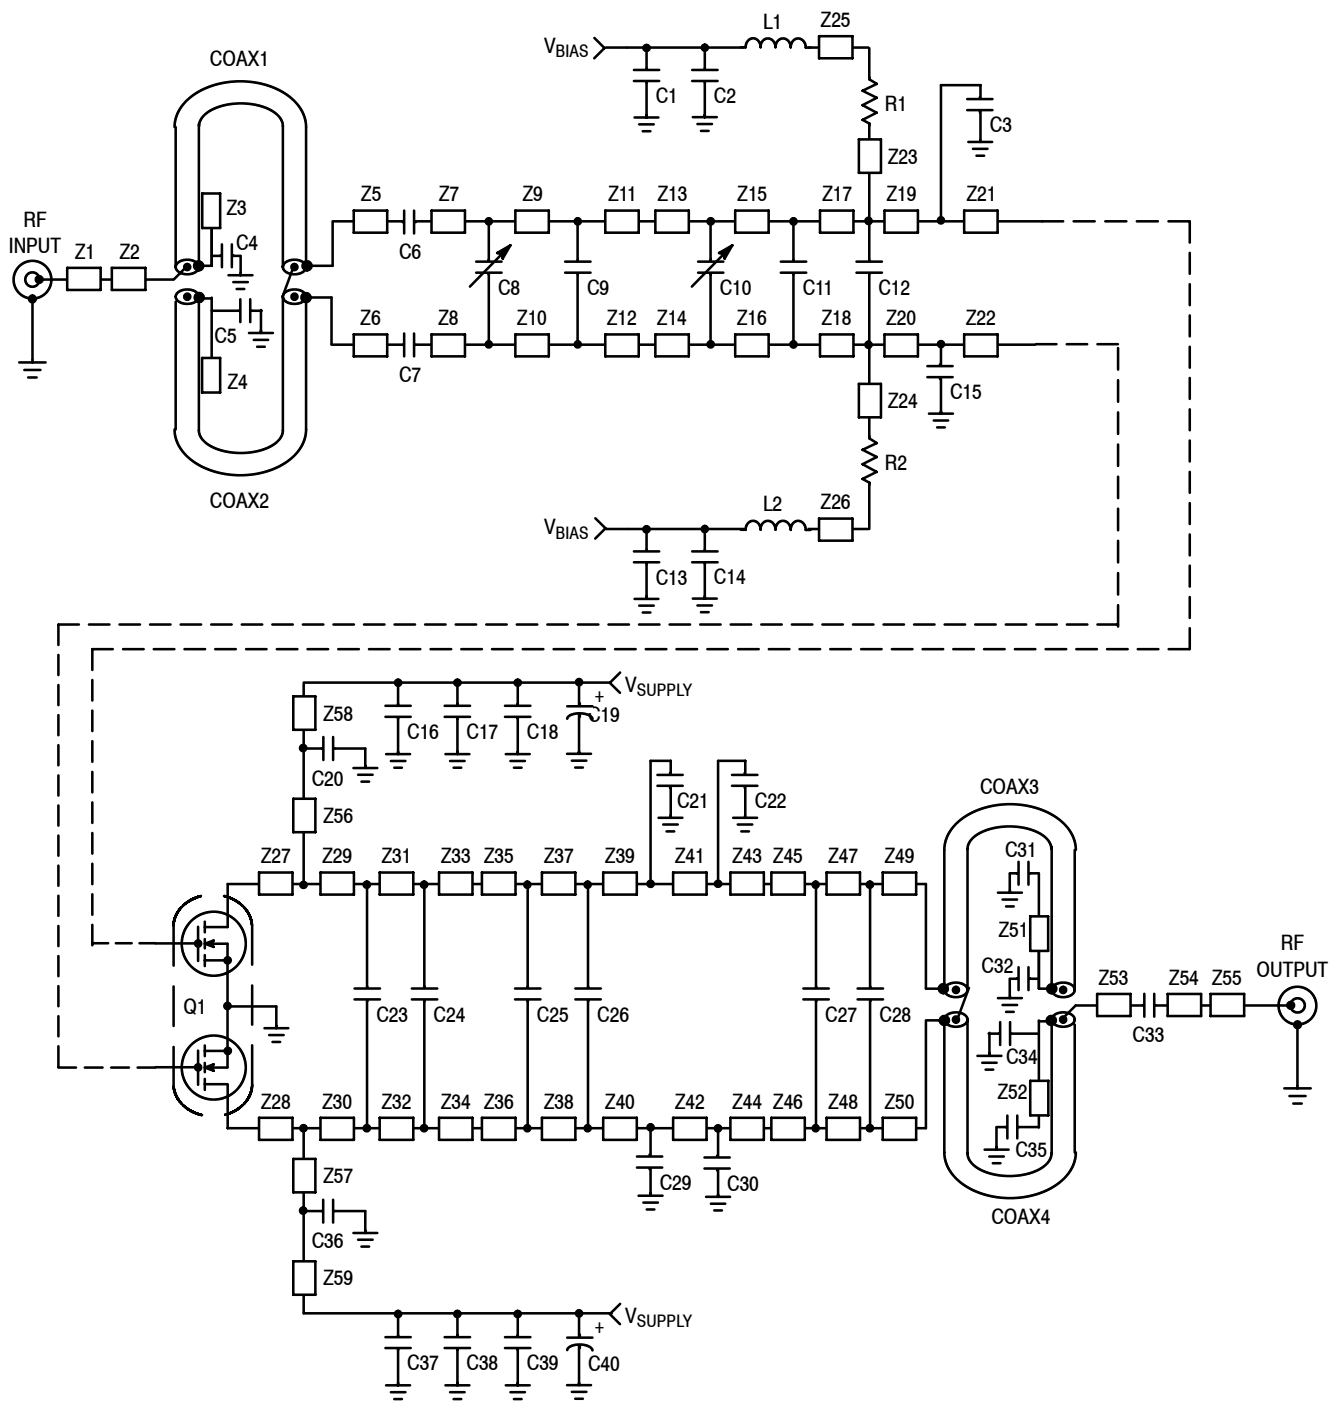 L1 Z25
V_BIAS
C1 C2
R1
C3
Z23
COAX1
RF
INPUT
Z1 Z2
Z3
C4
C5
Z4
COAX2
Z5 Z7 Z9 Z11 Z13 Z15 Z17 Z19 Z21
C6
C8 C9 C10 C11 C12
Z6 Z8 Z10 Z12 Z14 Z16 Z18 Z20 Z22
C7
C15
Z24
R2
L2 Z26
V_BIAS
C13 C14
V_SUPPLY
+
Z58 C16 C17 C18 C19
C20
Z56
C21 C22
Z27 Z29 Z31 Z33 Z35 Z37 Z39 Z41 Z43 Z45 Z47 Z49
Q1
C23 C24 C25 C26 C27 C28
Z28 Z30 Z32 Z34 Z36 Z38 Z40 Z42 Z44 Z46 Z48 Z50
C29 C30
COAX3
C31
Z51
C32
C34
Z52
C35
COAX4
Z53 Z54 Z55
C33
RF
OUTPUT
Z57
C36
Z59
V_SUPPLY
+
C37 C38 C39 C40